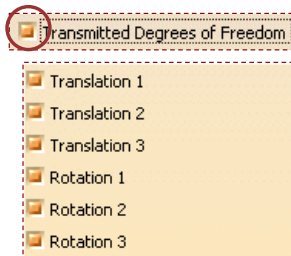 Transmitted Degrees of Freedom
Translation 1
Translation 2
Translation 3
Rotation 1
Rotation 2
Rotation 3